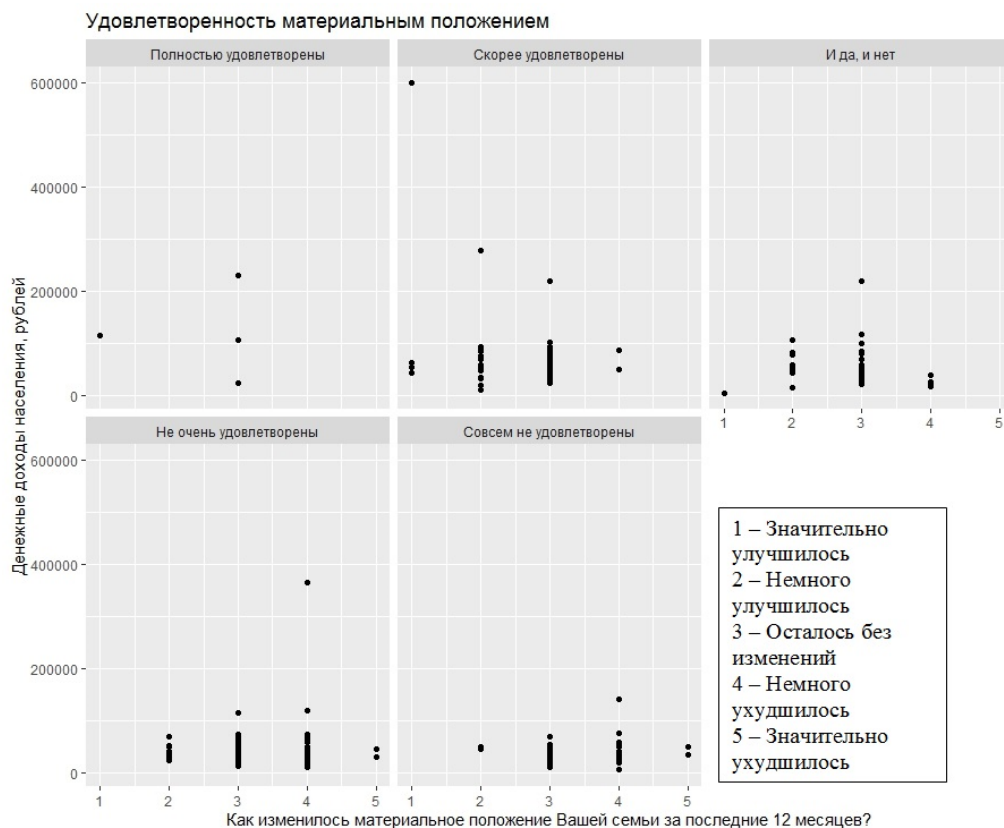 Удовлетворенность материальным положением
Полностью удовлетворены
Скорее удовлетворены
И да, и нет
600000
400000
200000
0
1 2 3 4 5
Не очень удовлетворены
Совсем не удовлетворены
600000
400000
200000
0
1 2 3 4 5
1 2 3 4 5
Денежные доходы населения, рублей
Как изменилось материальное положение Вашей семьи за последние 12 месяцев?
1 – Значительно
улучшилось
2 – Немного
улучшилось
3 – Осталось без
изменений
4 – Немного
ухудшилось
5 – Значительно
ухудшилось